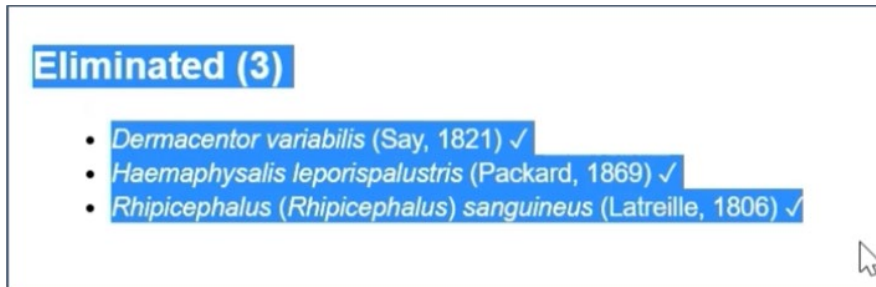 Eliminated (3)
• Dermacentor variabilis (Say, 1821) ✓
• Haemaphysalis leporispalustris (Packard, 1869) ✓
• Rhipicephalus (Rhipicephalus) sanguineus (Latreille, 1806) ✓